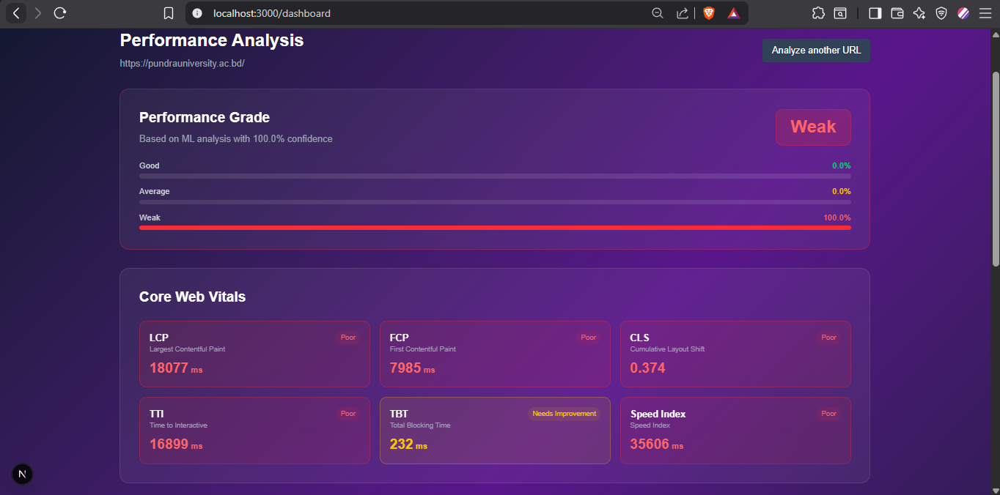 localhost:3000/dashboard
Performance Analysis
https://pundrauniversity.ac.bd/
Analyze another URL
Performance Grade
Based on ML analysis with 100.0% confidence
Weak
Good 0.0%
Average 0.0%
Weak 100.0%
Core Web Vitals
LCP Poor
Largest Contentful Paint
18077 ms
FCP Poor
First Contentful Paint
7985 ms
CLS Poor
Cumulative Layout Shift
0.374
TTI Poor
Time to Interactive
16899 ms
TBT Needs Improvement
Total Blocking Time
232 ms
Speed Index Poor
Speed Index
35606 ms
N